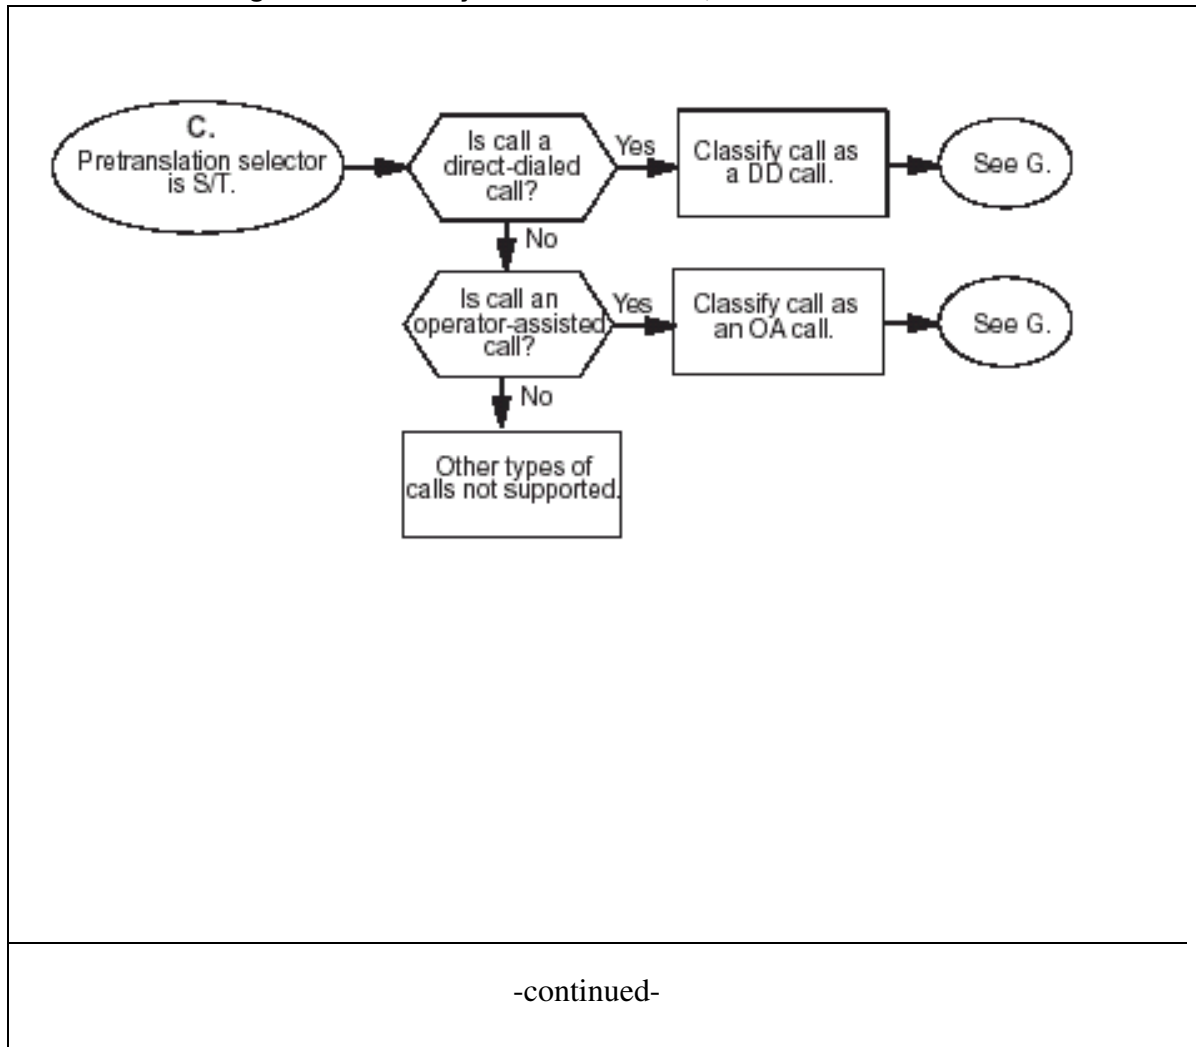 C.
Pretranslation selector
is S/T.
Is call a
direct-dialed
call?
Yes
Classify call as
a DD call.
See G.
No
Is call an
operator-assisted
call?
Yes
Classify call as
an OA call.
See G.
No
Other types of
calls not supported.
-continued-